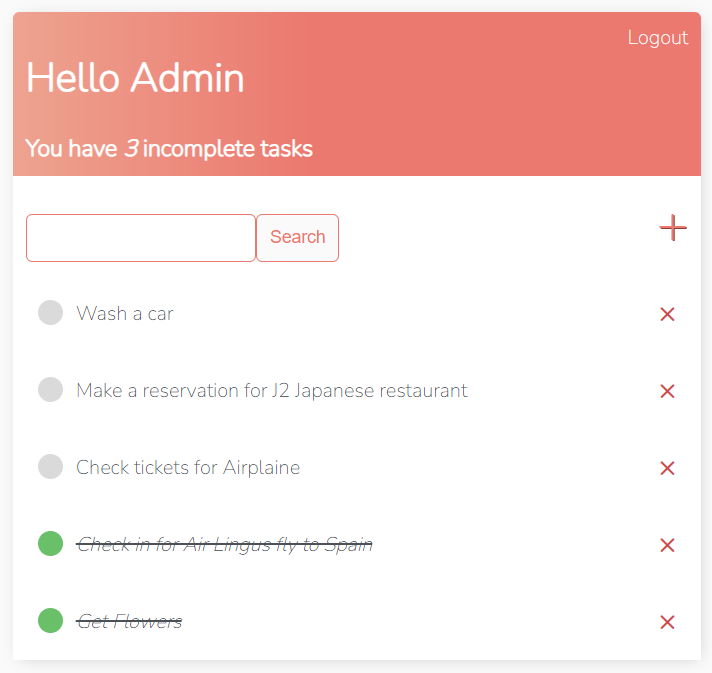 Logout
Hello Admin
You have 3 incomplete tasks
Search
Wash a car
Make a reservation for J2 Japanese restaurant
Check tickets for Airplaine
Check in for Air Lingus fly to Spain
Get Flowers